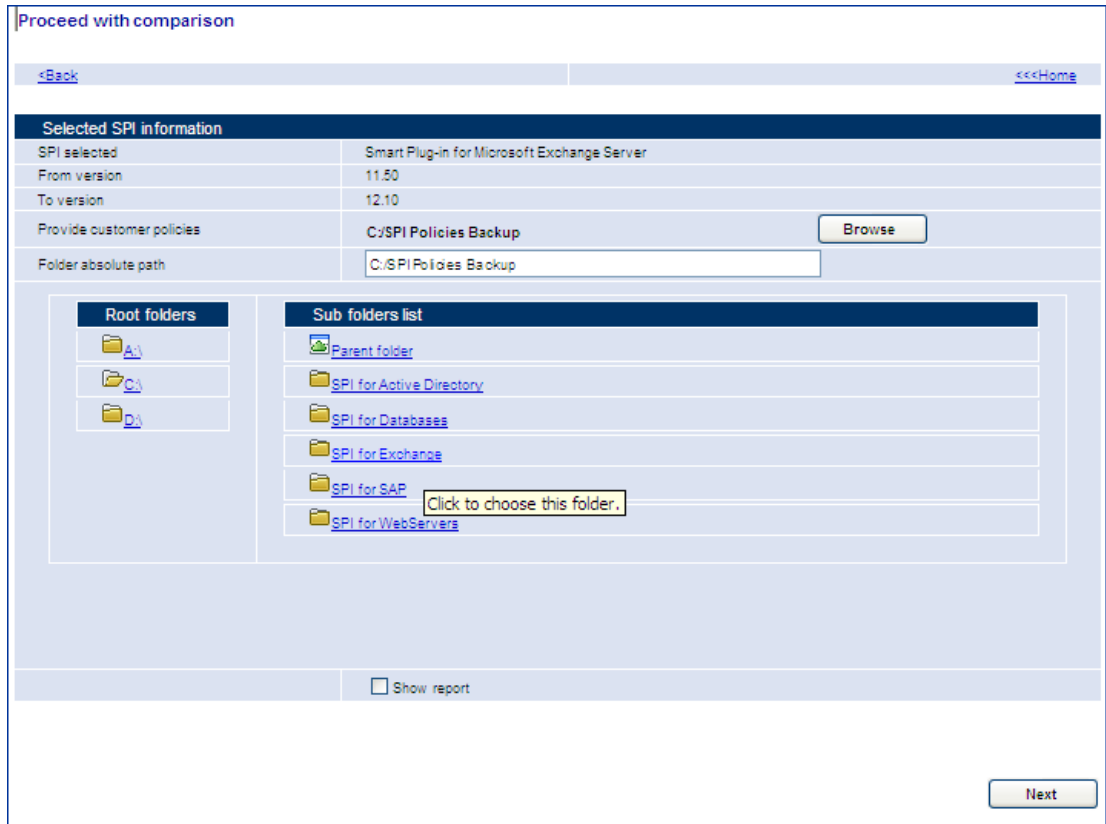 Proceed with comparison
<Back <<<Home
Selected SPI information
SPI selected Smart Plug-in for Microsoft Exchange Server
From version 11.50
To version 12.10
Provide customer policies C:/SPI Policies Backup Browse
Folder absolute path C:/SPI Policies Backup
Root folders Sub folders list
A:\ Parent folder
C:\ SPI for Active Directory
D:\ SPI for Databases
SPI for Exchange
SPI for SAP
Click to choose this folder.
SPI for WebServers
Show report
Next